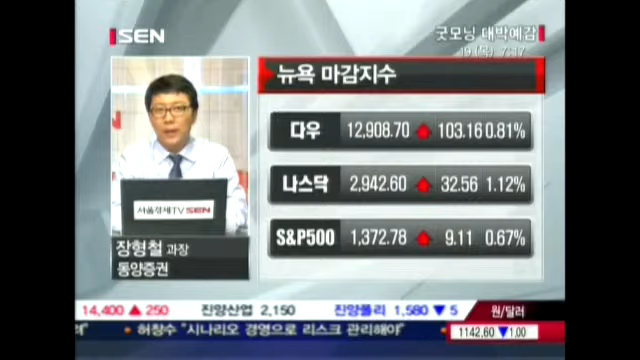 SEN
굿모닝 대박예감
19(목) 7:17
뉴욕 마감지수
다우 12,908.70 103.16 0.81%
나스닥 2,942.60 32.56 1.12%
S&P500 1,372.78 9.11 0.67%
서울경제TV SEN
장형철 과장
동양증권
14,400 ▲ 250 진양산업 2,150 진양폴리 1,580 ▼ 5
원/달러
허창수 "시나리오 경영으로 리스크 관리해야"
1142.60 ▼1.00